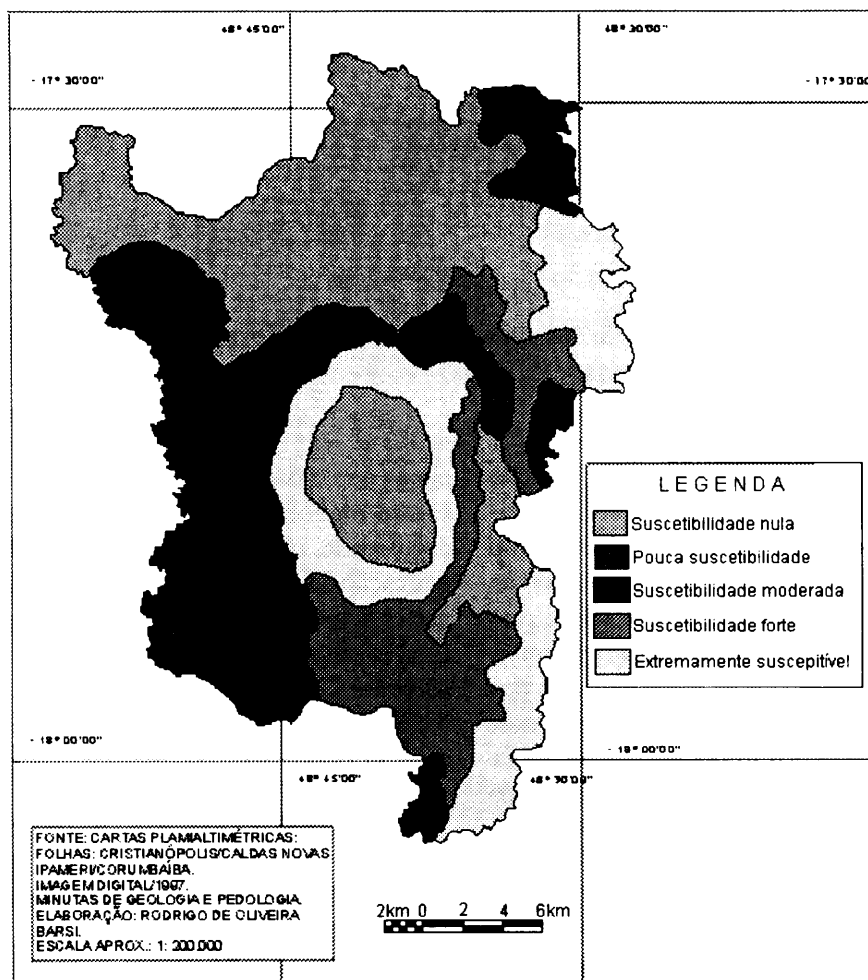 48° 45'00"
48° 30'00"
- 17° 30'00"
- 17° 30'00"
LEGENDA
Suscetibilidade nula
Pouca suscetibilidade
Suscetibilidade moderada
Suscetibilidade forte
Extremamente suscepitível
- 18° 00'00"
- 18° 00'00"
48° 45'00"
48° 30'00"
FONTE: CARTAS PLAMIALTIMÉTRICAS:
FOLHAS: CRISTIANÓPOLIS/CALDAS NOVAS
IPAMERI/CORUMBAÍBA.
IMAGEM DIGITAL/1997.
MINUTAS DE GEOLOGIA E PEDOLOGIA.
ELABORAÇÃO: RODRIGO DE OLIVEIRA
BARSI.
ESCALA APROX.: 1: 200.000
2km 0 2 4 6km